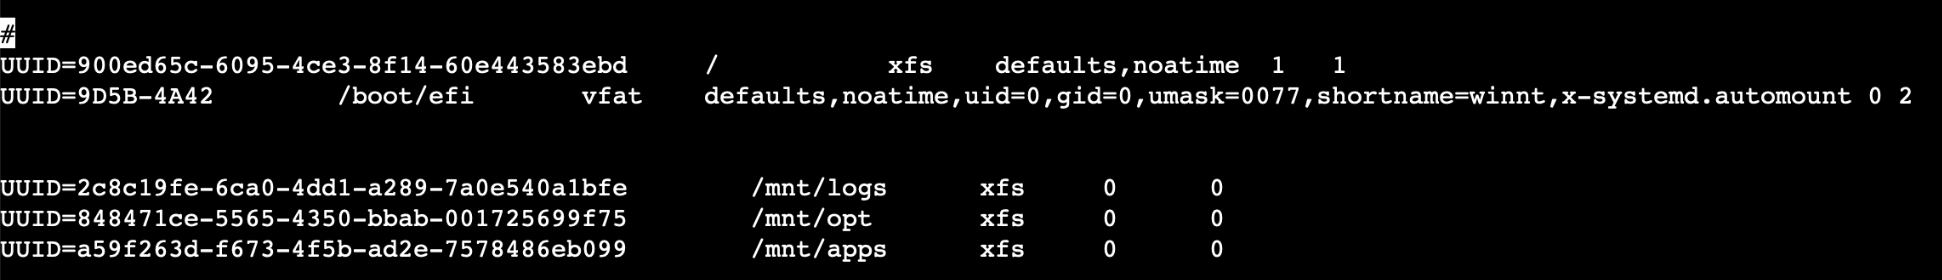 #
UUID=900ed65c-6095-4ce3-8f14-60e443583ebd / xfs defaults,noatime 1 1
UUID=9D5B-4A42 /boot/efi vfat defaults,noatime,uid=0,gid=0,umask=0077,shortname=winnt,x-systemd.automount 0 2
UUID=2c8c19fe-6ca0-4dd1-a289-7a0e540a1bfe /mnt/logs xfs 0 0
UUID=848471ce-5565-4350-bbab-001725699f75 /mnt/opt xfs 0 0
UUID=a59f263d-f673-4f5b-ad2e-7578486eb099 /mnt/apps xfs 0 0